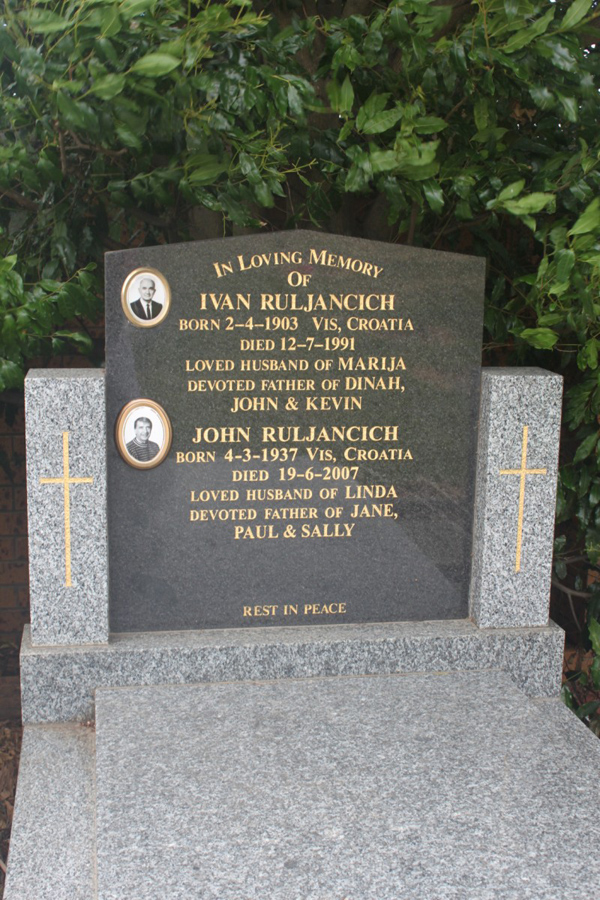 IN LOVING MEMORY
OF
IVAN RULJANCICH
BORN 2-4-1903 VIS, CROATIA
DIED 12-7-1991
LOVED HUSBAND OF MARIJA
DEVOTED FATHER OF DINAH,
JOHN & KEVIN
JOHN RULJANCICH
BORN 4-3-1937 VIS, CROATIA
DIED 19-6-2007
LOVED HUSBAND OF LINDA
DEVOTED FATHER OF JANE,
PAUL & SALLY
REST IN PEACE